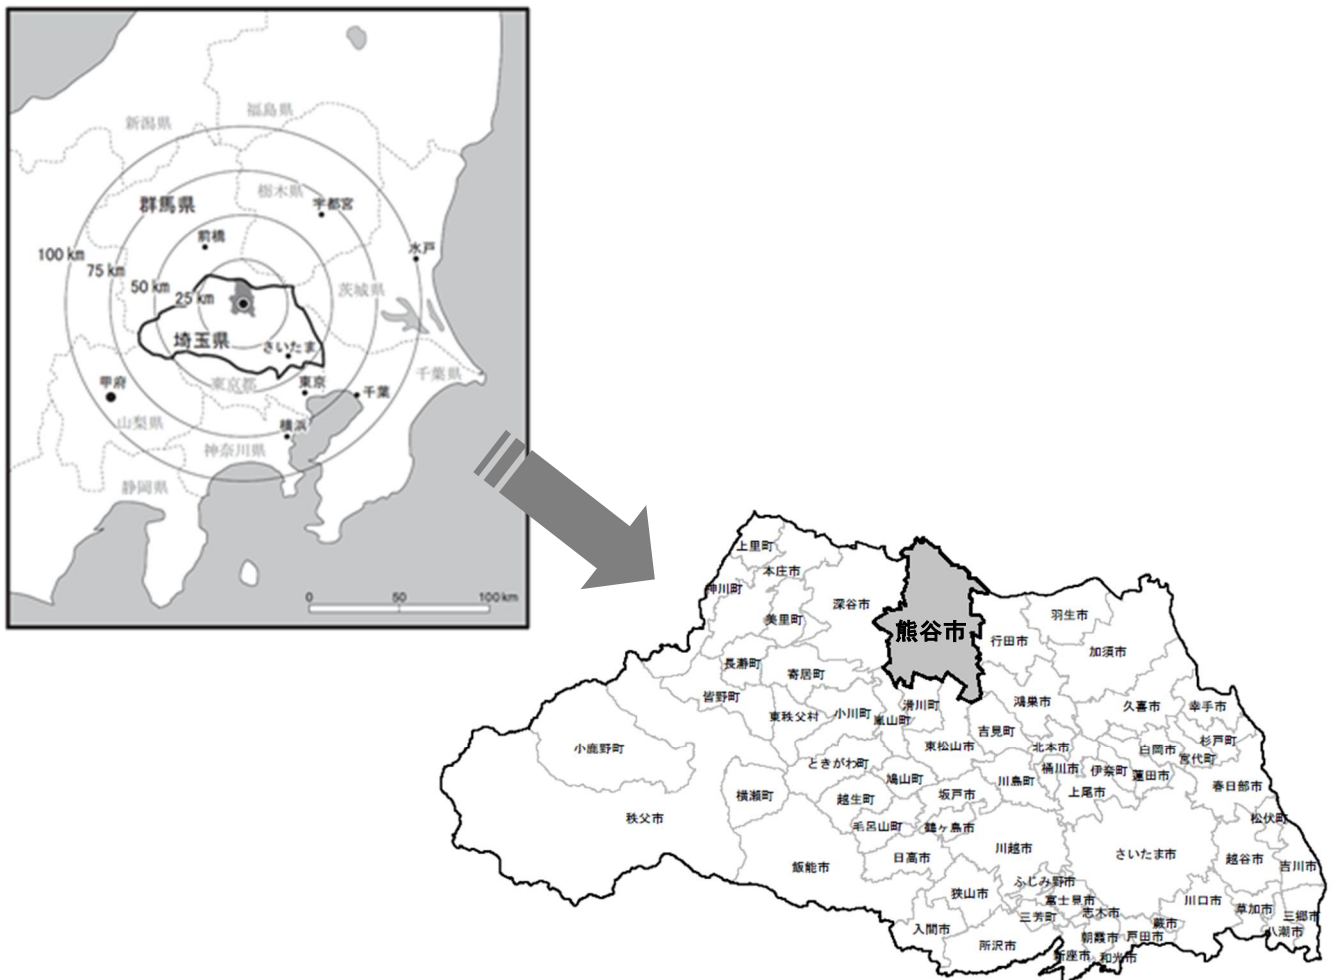 福島県
新潟県
栃木県
群馬県
宇都宮
前橋
水戸
100 km
75 km
50 km
25 km
茨城県
埼玉県
さいたま
千葉県
甲府
東京都
東京
千葉
山梨県
横浜
神奈川県
静岡県
0 50 100 km
上里町
本庄市
神川町
深谷市
美里町
熊谷市
羽生市
行田市
加須市
長瀞町
寄居町
皆野町
東秩父村
小川町
嵐山町
滑川町
鴻巣市
久喜市
幸手市
吉見町
小鹿野町
東松山市
北本市
白岡市
杉戸町
宮代町
ときがわ町
鳩山町
川島町
桶川市
伊奈町
蓮田市
春日部市
横瀬町
越生町
坂戸市
上尾市
秩父市
毛呂山町
鶴ヶ島市
松伏町
川越市
さいたま市
飯能市
日高市
越谷市
吉川市
ふじみ野市
狭山市
富士見市
川口市
三芳町
志木市
草加市
三郷市
入間市
蕨市
八潮市
所沢市
朝霞市
戸田市
新座市
和光市